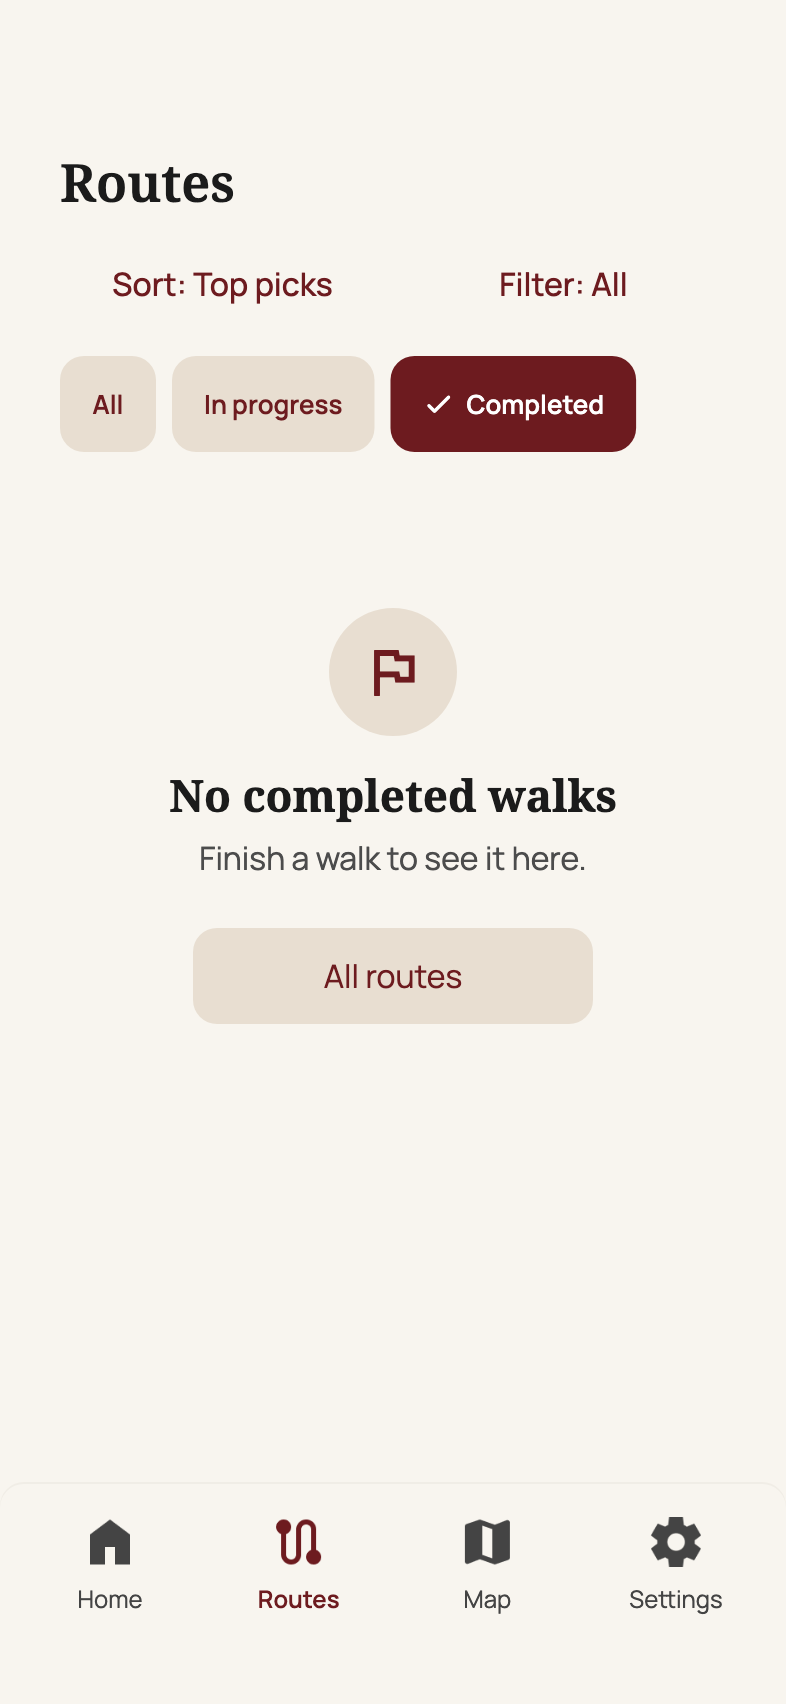 Routes
Sort: Top picks
Filter: All
All
In progress
Completed
No completed walks
Finish a walk to see it here.
All routes
Home
Routes
Map
Settings